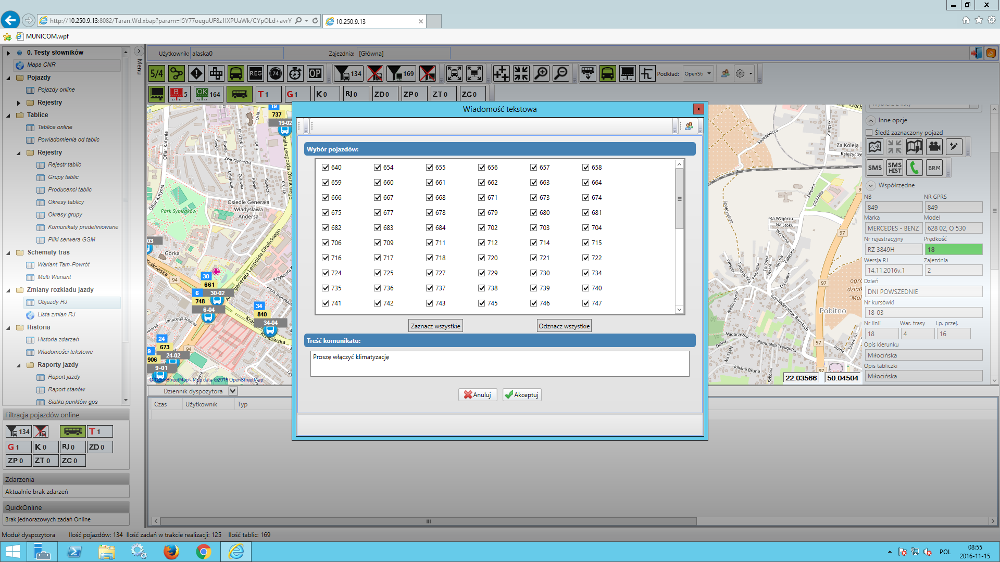 http://10.250.9.13:8082/Taran.Wd.xbap?param=
10.250.9.13
MUNICOM.wpf
0. Testy słowników
Mapa CNR
Pojazdy
Pojazdy online
Rejestry
Tablice
Tablice online
Powiadomienia od tablic
Rejestry
Rejestr tablic
Grupy tablic
Producenci tablic
Okresy tablicy
Okresy grupy
Komunikaty predefiniowane
Pliki serwera GSM
Schematy tras
Wariant Tam-Powrót
Multi Wariant
Zmiany rozkładu jazdy
Objazdy RJ
Lista zmian RJ
Historia
Historia zdarzeń
Wiadomości tekstowe
Raporty jazdy
Raport jazdy
Raport stanów
Siatka punktów gps
Filtracja pojazdów online
134 T 1
G 1 K 0 RJ 0 ZD 0
ZP 0 ZT 0 ZC 0
Zdarzenia
Aktualnie brak zdarzeń
QuickOnline
Brak jednorazowych zadań Online
Menu
Użytkownik: alaska0 Zajezdnia: [Główna]
5/4 REG 74 OP 134 169 Podkład: OpenSt
B 5 OK 164 T 1 G 1 K 0 RJ 0 ZD 0 ZP 0 ZT 0 ZC 0
19
737
19-02
Ofiar Katynia
Zwierzyniecka
Osiedle Generała
Władysława
Andersa
Park Sybiraków
Górka
Krakowska
94
30
661
30-02
6
748
6-04
34
840
34-04
24
673
24-02
9
906
9-01
© OpenStreetMap - Map data ©2016 OpenStreetMap
Wiadomość tekstowa
Wybór pojazdów:
640 654 655 656 657 658
659 660 661 662 663 664
666 667 668 671 673 674
675 677 678 679 680 681
682 683 684 702 703 704
706 709 711 712 714 715
716 717 718 720 721 722
724 725 727 729 730 734
735 736 737 738 739 740
741 742 743 745 746 747
Zaznacz wszystkie Odznacz wszystkie
Treść komunikatu:
Proszę włączyć klimatyzację
Anuluj Akceptuj
Spółdzielcza
Załęska
Za Koleją
Księżycow
Na Wzgórzu
Na Stoku
Pobitno
Konfederatów Barskich
Nadbrzeżna
Romualda Traugutta
Juliana Bruna
97
22.03566 50.04504
Inne opcje
Śledź zaznaczony pojazd
SMS SMS HIST BRM
Współrzędne
NB NR GPRS
849 849
Marka Model
MERCEDES - BENZ 628 02, O 530
Nr rejestracyjny Prędkość
RZ 3849H 18
Wersja RJ Zajezdnia
14.11.2016v.1 2
Dzień
DNI POWSZEDNIE
Nr kursówki
18-03
Nr linii War. trasy Lp. przej.
18 4 16
Opis kierunku
Miłocińska
Opis tabliczki
Miłocińska
Dziennik dyspozytora
Czas Użytkownik Typ
Moduł dyspozytora Ilość pojazdów: 134 Ilość zadań w trakcie realizacji: 125 Ilość tablic: 169
POL
08:55
2016-11-15